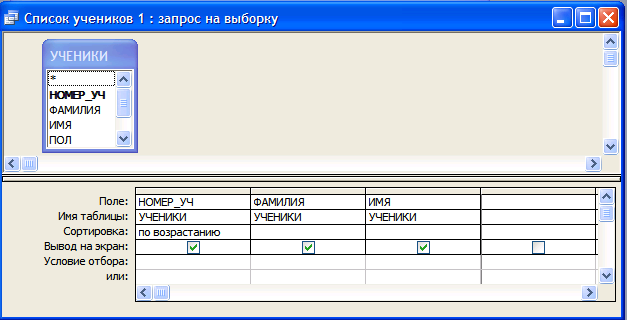 Список учеников 1 : запрос на выборку
УЧЕНИКИ
*
НОМЕР_УЧ
ФАМИЛИЯ
ИМЯ
ПОЛ
Поле: НОМЕР_УЧ ФАМИЛИЯ ИМЯ
Имя таблицы: УЧЕНИКИ УЧЕНИКИ УЧЕНИКИ
Сортировка: по возрастанию
Вывод на экран:
Условие отбора:
или: